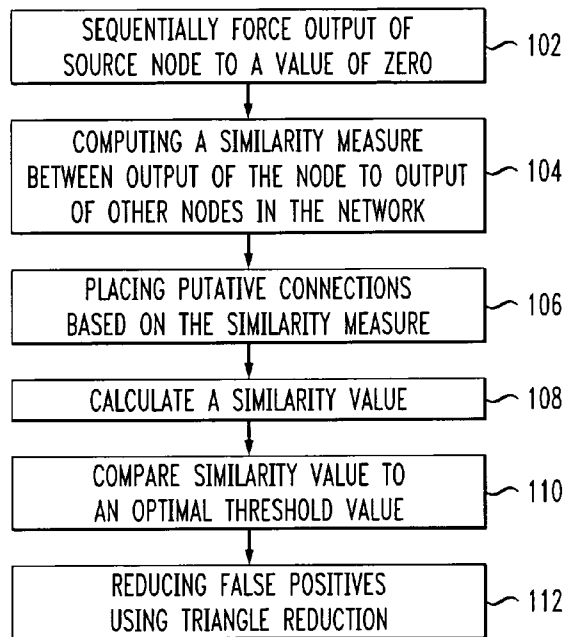 SEQUENTIALLY FORCE OUTPUT OF
SOURCE NODE TO A VALUE OF ZERO
102
COMPUTING A SIMILARITY MEASURE
BETWEEN OUTPUT OF THE NODE TO OUTPUT
OF OTHER NODES IN THE NETWORK
104
PLACING PUTATIVE CONNECTIONS
BASED ON THE SIMILARITY MEASURE
106
CALCULATE A SIMILARITY VALUE
108
COMPARE SIMILARITY VALUE TO
AN OPTIMAL THRESHOLD VALUE
110
REDUCING FALSE POSITIVES
USING TRIANGLE REDUCTION
112